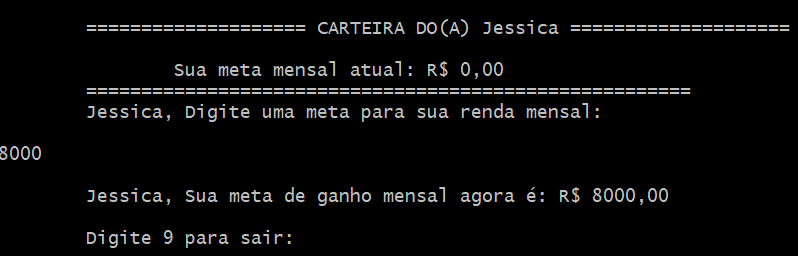 ==================== CARTEIRA DO(A) Jessica ====================
Sua meta mensal atual: R$ 0,00
=======================================================
Jessica, Digite uma meta para sua renda mensal:
8000
Jessica, Sua meta de ganho mensal agora é: R$ 8000,00
Digite 9 para sair: